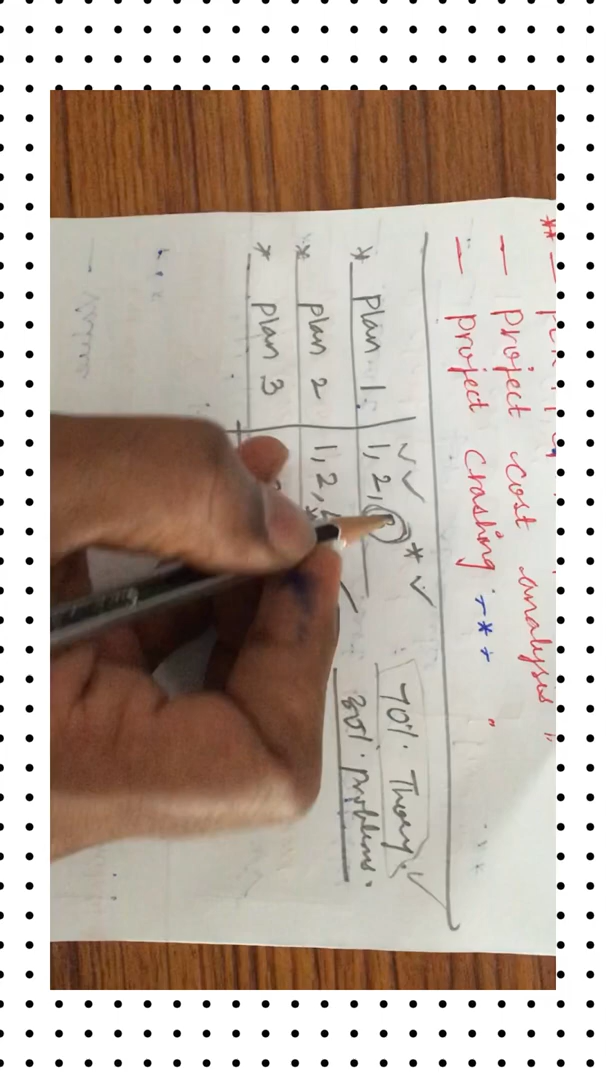 **
— Project cost analysis"
— Project crashing "
* Plan 1 1, 2,
* Plan 2 1, 2,
* Plan 3
70% Theory.
30% Problems.